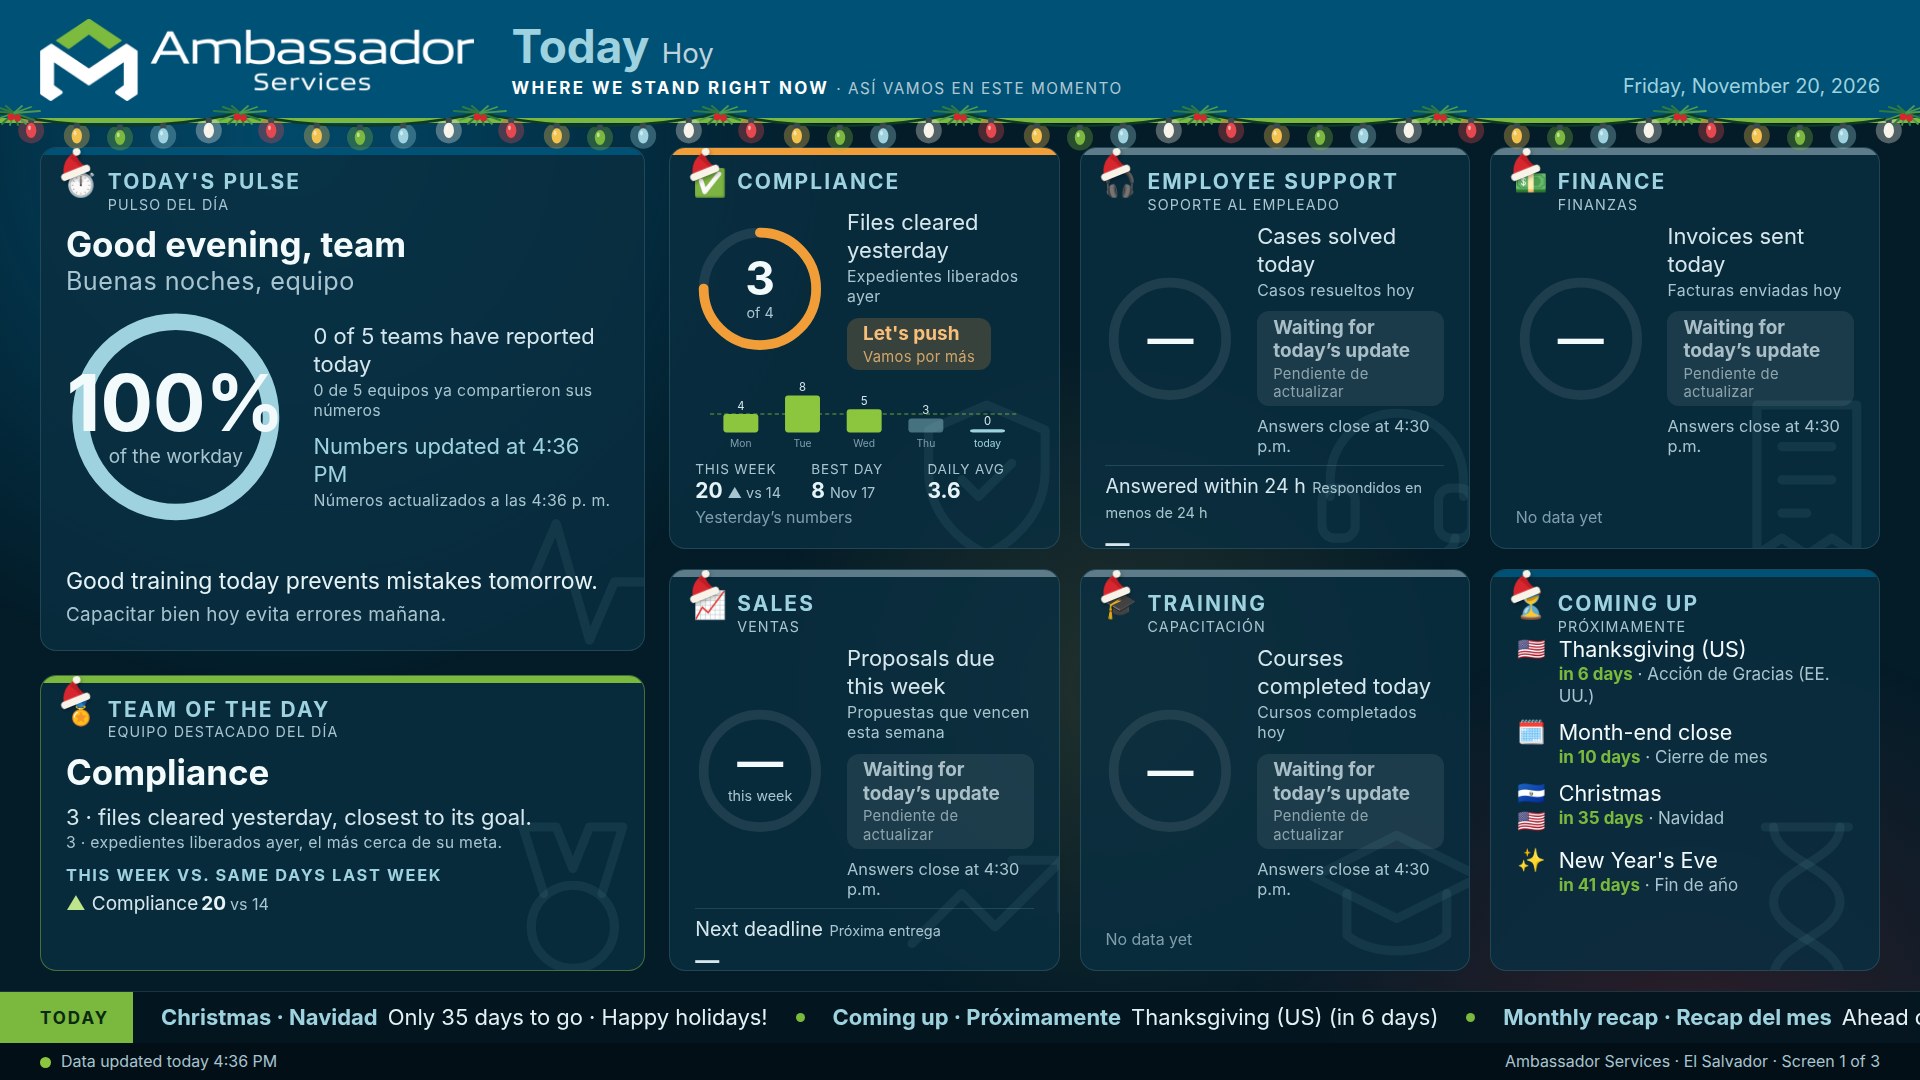 Ambassador
Services
Today Hoy
WHERE WE STAND RIGHT NOW · ASÍ VAMOS EN ESTE MOMENTO
Friday, November 20, 2026
TODAY'S PULSE
PULSO DEL DÍA
Good evening, team
Buenas noches, equipo
100%
of the workday
0 of 5 teams have reported
today
0 de 5 equipos ya compartieron sus
números
Numbers updated at 4:36
PM
Números actualizados a las 4:36 p. m.
Good training today prevents mistakes tomorrow.
Capacitar bien hoy evita errores mañana.
TEAM OF THE DAY
EQUIPO DESTACADO DEL DÍA
Compliance
3 · files cleared yesterday, closest to its goal.
3 · expedientes liberados ayer, el más cerca de su meta.
THIS WEEK VS. SAME DAYS LAST WEEK
▲ Compliance 20 vs 14
COMPLIANCE
3
of 4
Files cleared
yesterday
Expedientes liberados
ayer
Let's push
Vamos por más
4 8 5 3 0
Mon Tue Wed Thu today
THIS WEEK BEST DAY DAILY AVG
20 ▲ vs 14 8 Nov 17 3.6
Yesterday’s numbers
EMPLOYEE SUPPORT
SOPORTE AL EMPLEADO
—
Cases solved
today
Casos resueltos hoy
Waiting for
today’s update
Pendiente de
actualizar
Answers close at 4:30
p.m.
Answered within 24 h Respondidos en
menos de 24 h
—
FINANCE
FINANZAS
—
Invoices sent
today
Facturas enviadas hoy
Waiting for
today’s update
Pendiente de
actualizar
Answers close at 4:30
p.m.
No data yet
SALES
VENTAS
—
this week
Proposals due
this week
Propuestas que vencen
esta semana
Waiting for
today’s update
Pendiente de
actualizar
Answers close at 4:30
p.m.
Next deadline Próxima entrega
—
TRAINING
CAPACITACIÓN
—
Courses
completed today
Cursos completados
hoy
Waiting for
today’s update
Pendiente de
actualizar
Answers close at 4:30
p.m.
No data yet
COMING UP
PRÓXIMAMENTE
Thanksgiving (US)
in 6 days · Acción de Gracias (EE.
UU.)
Month-end close
in 10 days · Cierre de mes
Christmas
in 35 days · Navidad
New Year's Eve
in 41 days · Fin de año
TODAY
Christmas · Navidad Only 35 days to go · Happy holidays! • Coming up · Próximamente Thanksgiving (US) (in 6 days) • Monthly recap · Recap del mes Ahead
Data updated today 4:36 PM
Ambassador Services · El Salvador · Screen 1 of 3